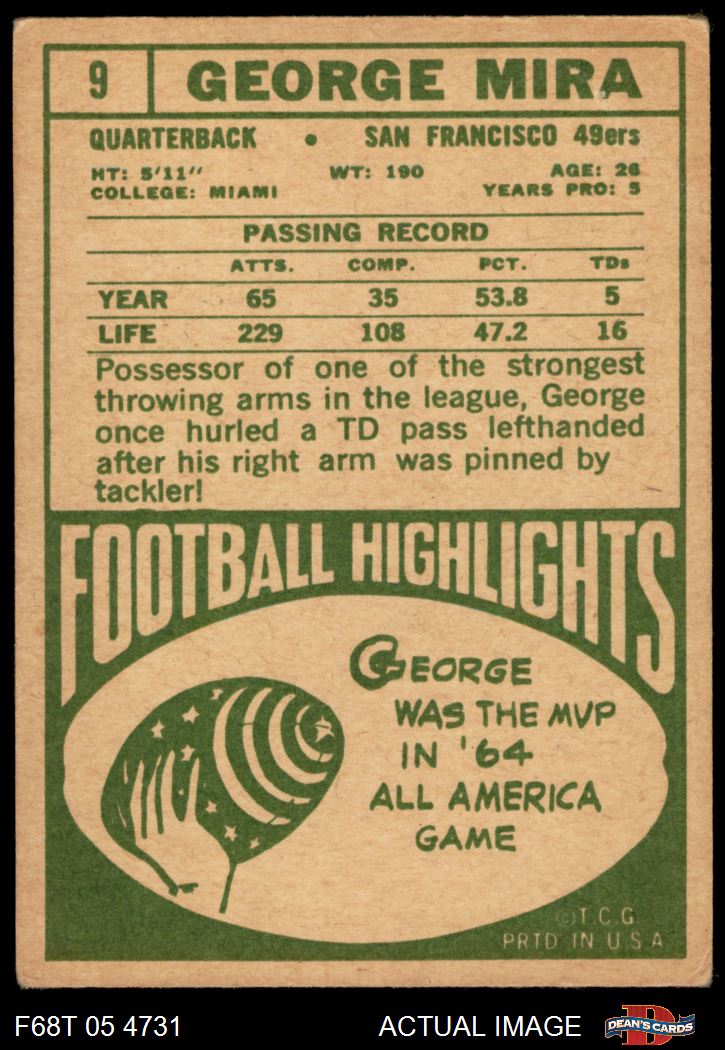 9 GEORGE MIRA
QUARTERBACK • SAN FRANCISCO 49ers
HT: 5'11" WT: 190 AGE: 26
COLLEGE: MIAMI YEARS PRO: 5
PASSING RECORD
ATTS. COMP. PCT. TDs
YEAR 65 35 53.8 5
LIFE 229 108 47.2 16
Possessor of one of the strongest
throwing arms in the league, George
once hurled a TD pass lefthanded
after his right arm was pinned by
tackler!
FOOTBALL HIGHLIGHTS
GEORGE
WAS THE MVP
IN '64
ALL AMERICA
GAME
©T.C.G.
PRTD IN U.S.A
F68T 05 4731 ACTUAL IMAGE D DEAN'S CARDS